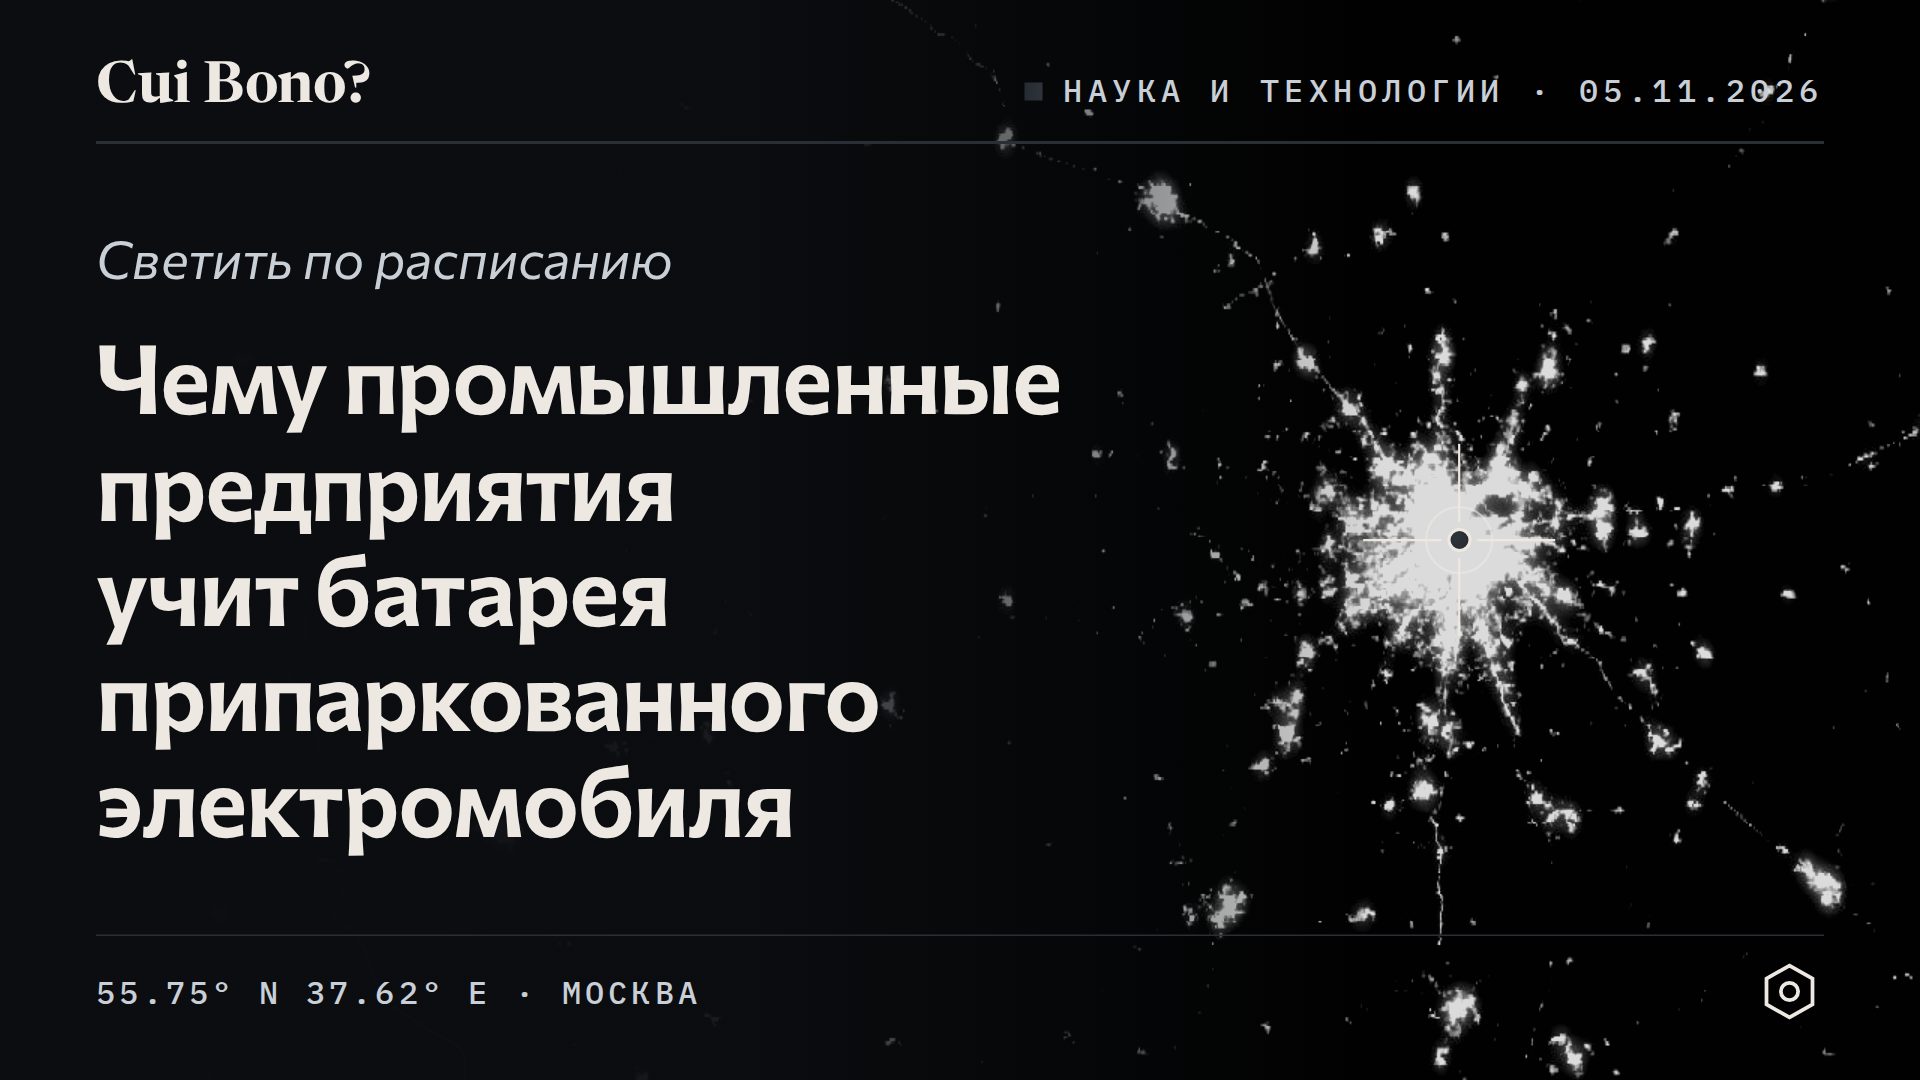 Cui Bono?
НАУКА И ТЕХНОЛОГИИ · 05.11.2026
Светить по расписанию
Чему промышленные
предприятия
учит батарея
припаркованного
электромобиля
55.75° N 37.62° E · МОСКВА